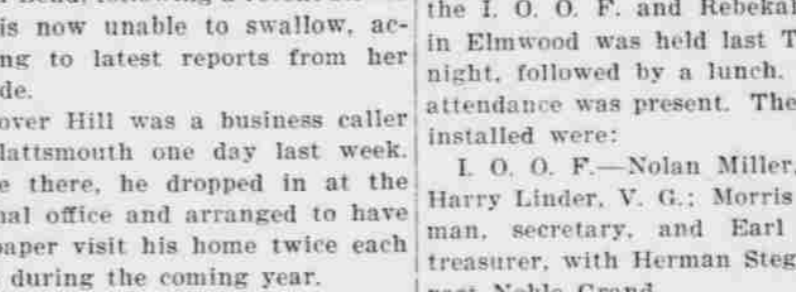 is now unable to swallow, ac-
ng to latest reports from her
de.
over Hill was a business caller
lattsmouth one day last week.
e there, he dropped in at the
nal office and arranged to have
paper visit his home twice each
during the coming year.
the I. O. O. F. and Rebekal
in Elmwood was held last T
night, followed by a lunch.
attendance was present. The
installed were:
I. O. O. F.—Nolan Miller,
Harry Linder, V. G.; Morris
man, secretary, and Earl
treasurer, with Herman Steg
Noble Grand